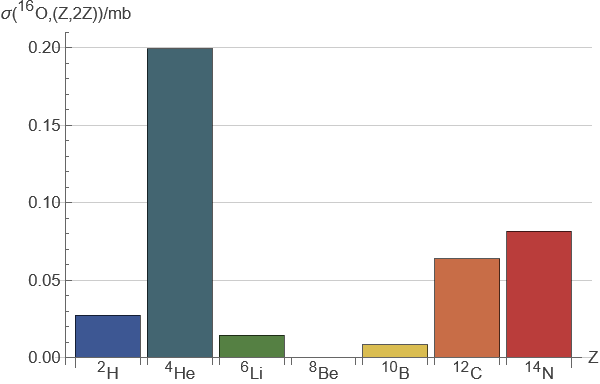 σ(¹⁶O,(Z,2Z))/mb
0.20
0.15
0.10
0.05
0.00
²H ⁴He ⁶Li ⁸Be ¹⁰B ¹²C ¹⁴N Z